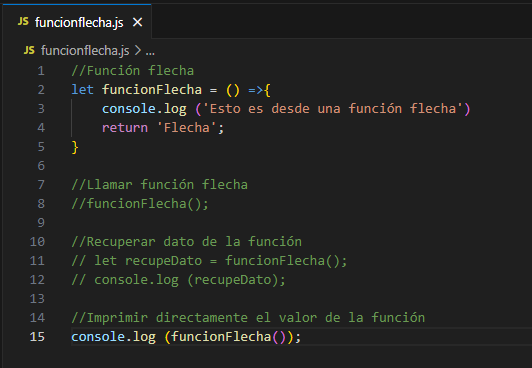 JS funcionflecha.js ×
JS funcionflecha.js > ...
1 //Función flecha
2 let funcionFlecha = () =>{
3     console.log ('Esto es desde una función flecha')
4     return 'Flecha';
5 }
6
7 //Llamar función flecha
8 //funcionFlecha();
9
10 //Recuperar dato de la función
11 // let recupeDato = funcionFlecha();
12 // console.log (recupeDato);
13
14 //Imprimir directamente el valor de la función
15 console.log (funcionFlecha());